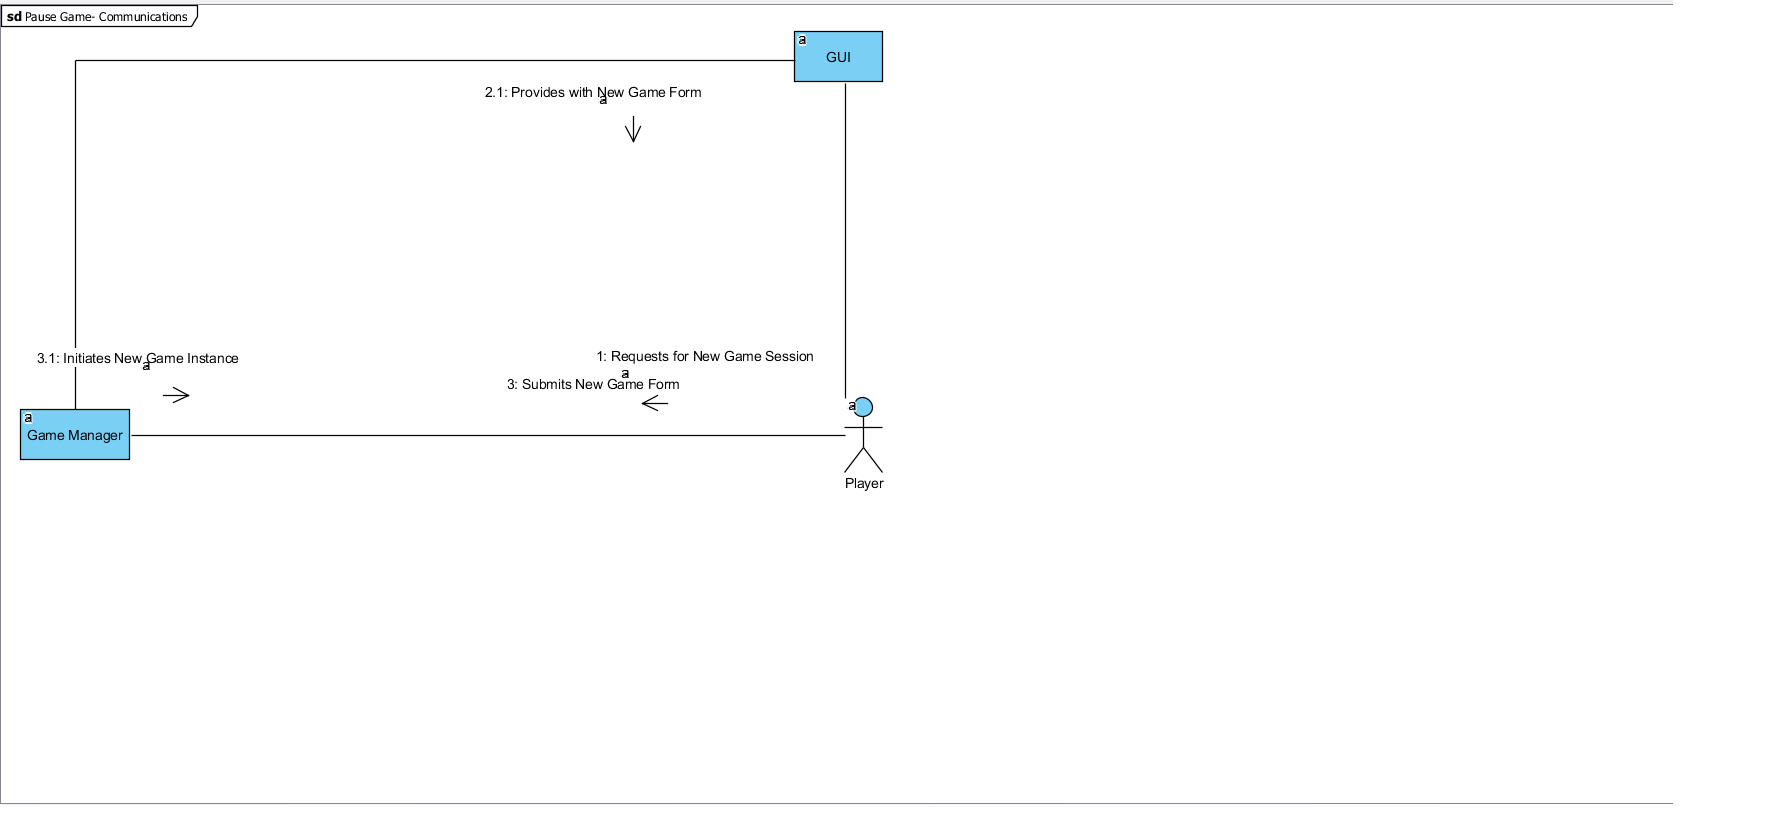 sd Pause Game- Communications
a
GUI
2.1: Provides with New Game Form
a
3.1: Initiates New Game Instance
a
1: Requests for New Game Session
a
3: Submits New Game Form
a
Game Manager
a
Player